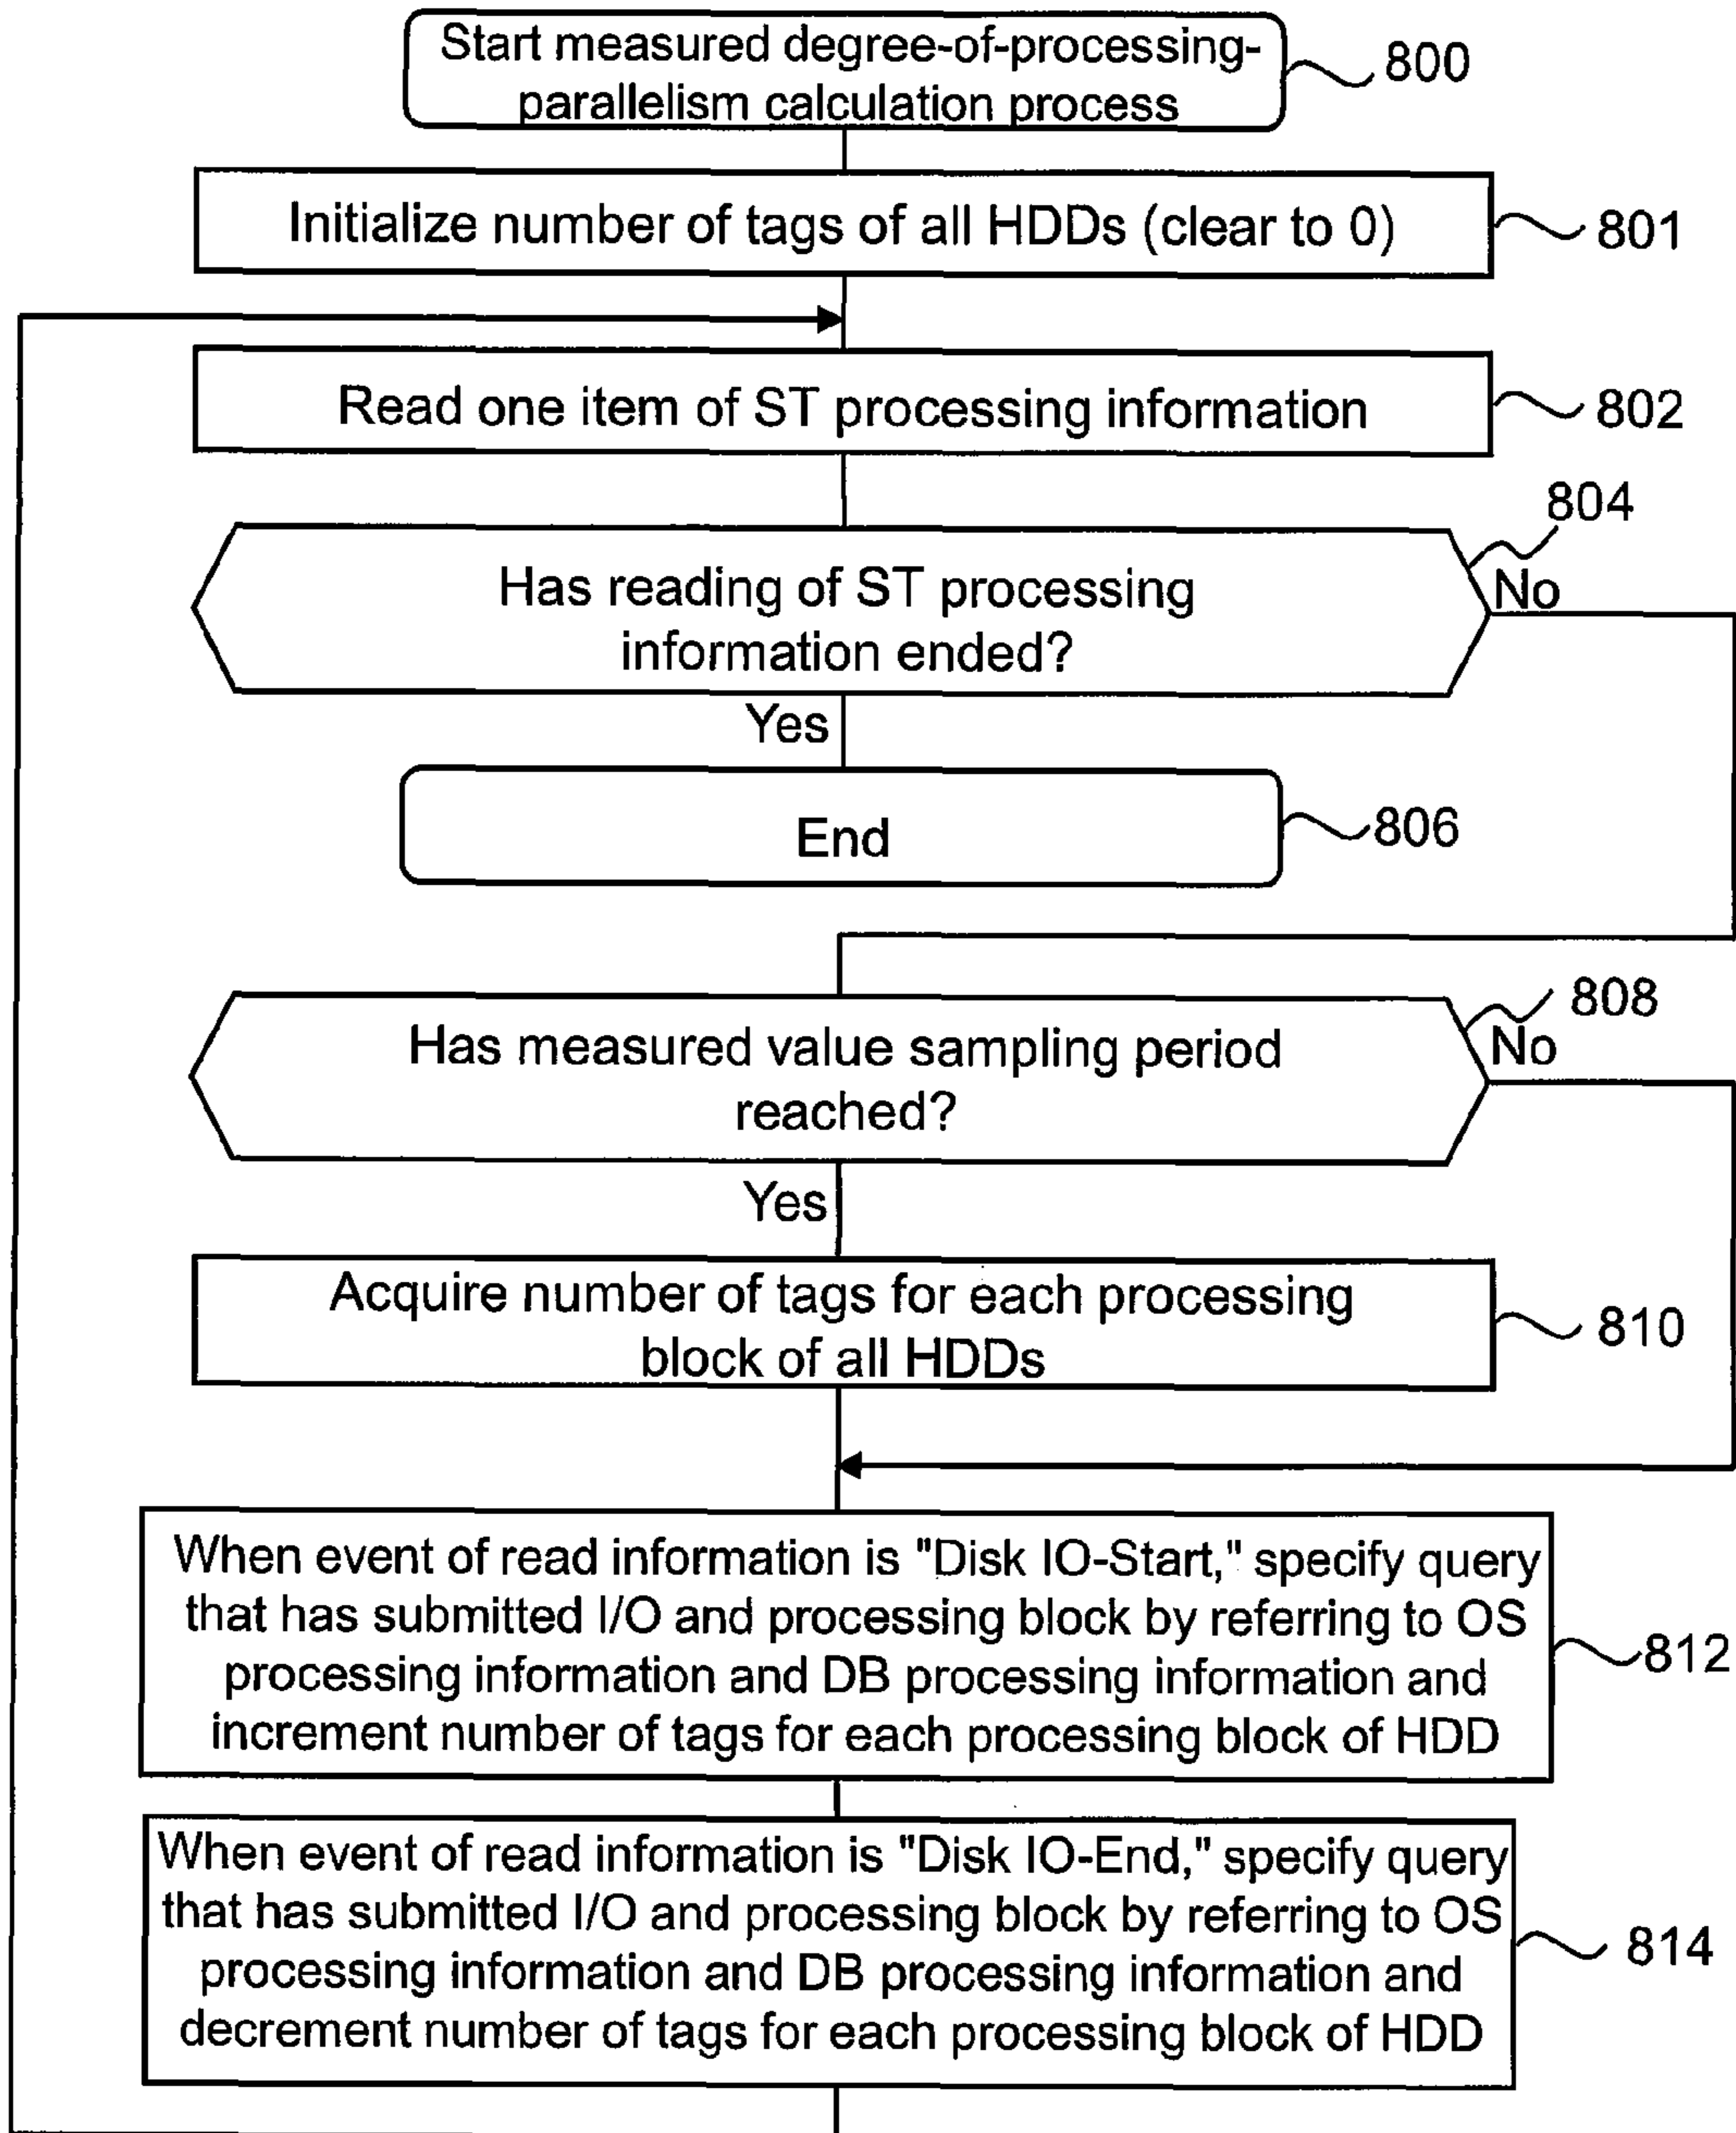 Start measured degree-of-processing-
parallelism calculation process
800
Initialize number of tags of all HDDs (clear to 0)
801
Read one item of ST processing information
802
804
Has reading of ST processing
information ended?
No
Yes
End
806
808
Has measured value sampling period
reached?
No
Yes
Acquire number of tags for each processing
block of all HDDs
810
When event of read information is "Disk IO-Start," specify query
that has submitted I/O and processing block by referring to OS
processing information and DB processing information and
increment number of tags for each processing block of HDD
812
When event of read information is "Disk IO-End," specify query
that has submitted I/O and processing block by referring to OS
processing information and DB processing information and
decrement number of tags for each processing block of HDD
814